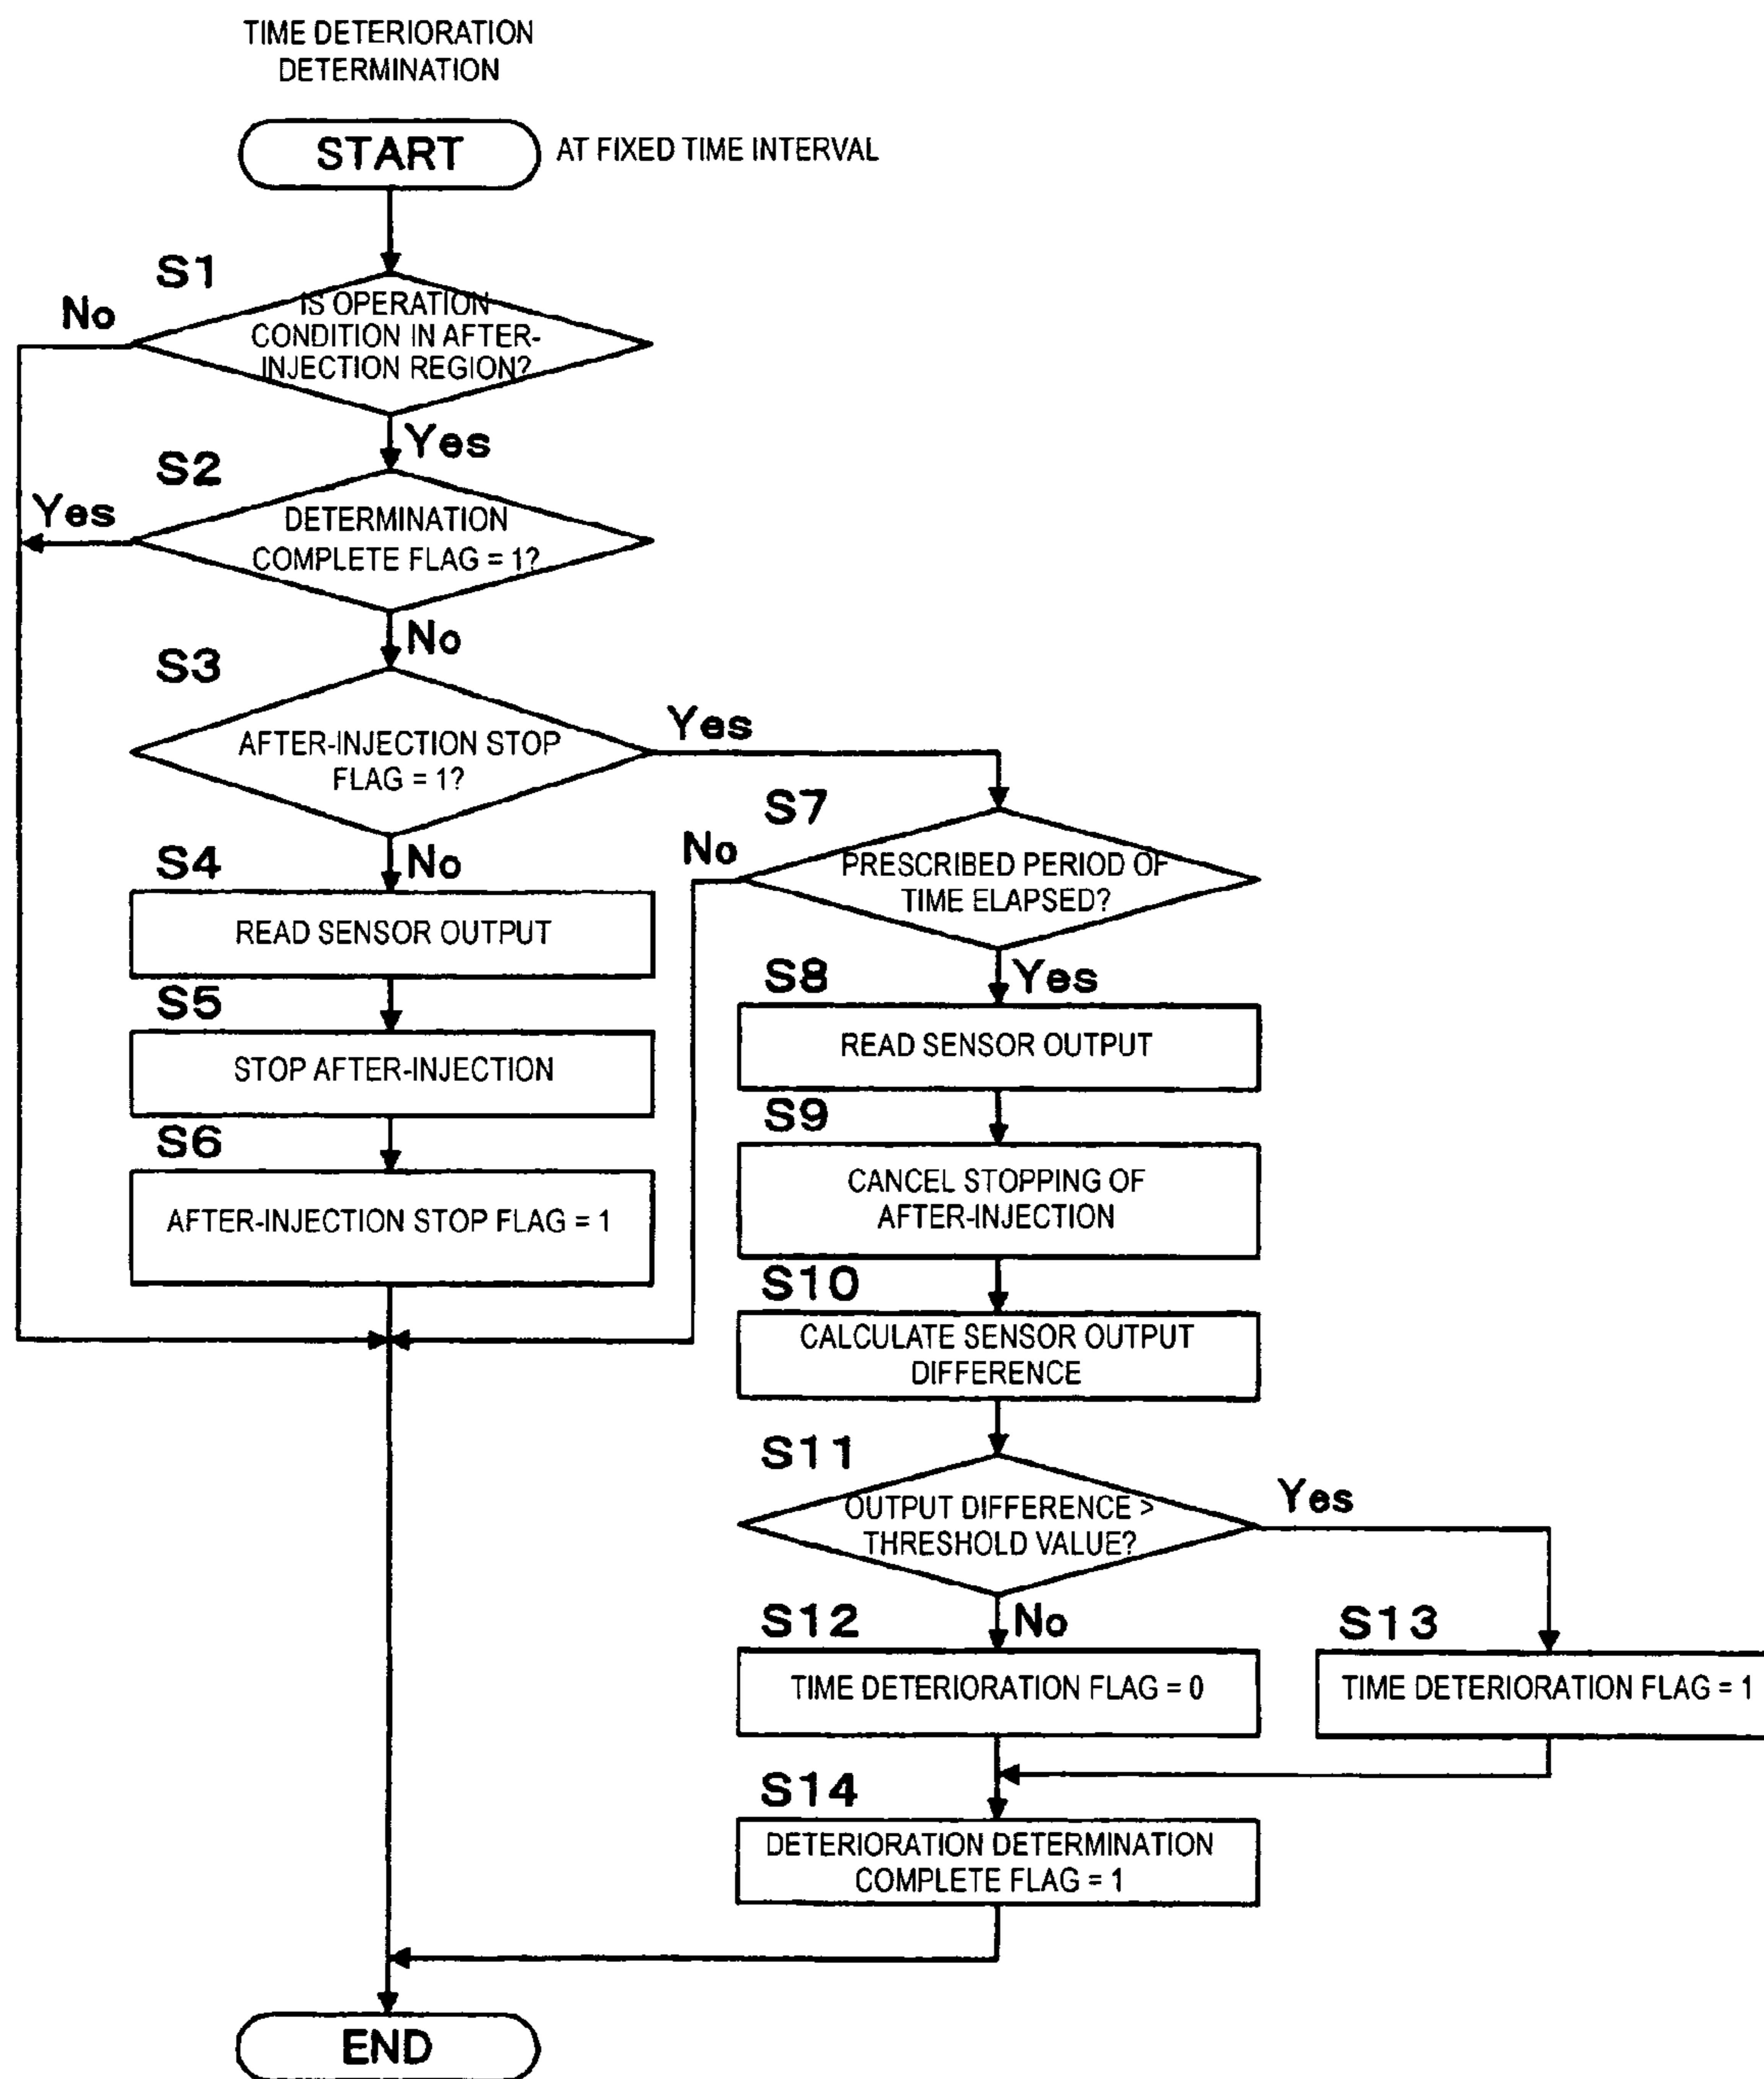 TIME DETERIORATION
DETERMINATION
START
AT FIXED TIME INTERVAL
S1
No
IS OPERATION
CONDITION IN AFTER-
INJECTION REGION?
Yes
S2
Yes
DETERMINATION
COMPLETE FLAG = 1?
No
S3
AFTER-INJECTION STOP
FLAG = 1?
Yes
No
S4
READ SENSOR OUTPUT
S5
STOP AFTER-INJECTION
S6
AFTER-INJECTION STOP FLAG = 1
S7
No
PRESCRIBED PERIOD OF
TIME ELAPSED?
Yes
S8
READ SENSOR OUTPUT
S9
CANCEL STOPPING OF
AFTER-INJECTION
S10
CALCULATE SENSOR OUTPUT
DIFFERENCE
S11
OUTPUT DIFFERENCE >
THRESHOLD VALUE?
Yes
No
S12
TIME DETERIORATION FLAG = 0
S13
TIME DETERIORATION FLAG = 1
S14
DETERIORATION DETERMINATION
COMPLETE FLAG = 1
END